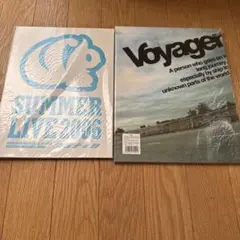 SUMMER
LIVE 2006
Voyager
A person who goes on a
long journey,
especially by ship to
unknown parts of the world